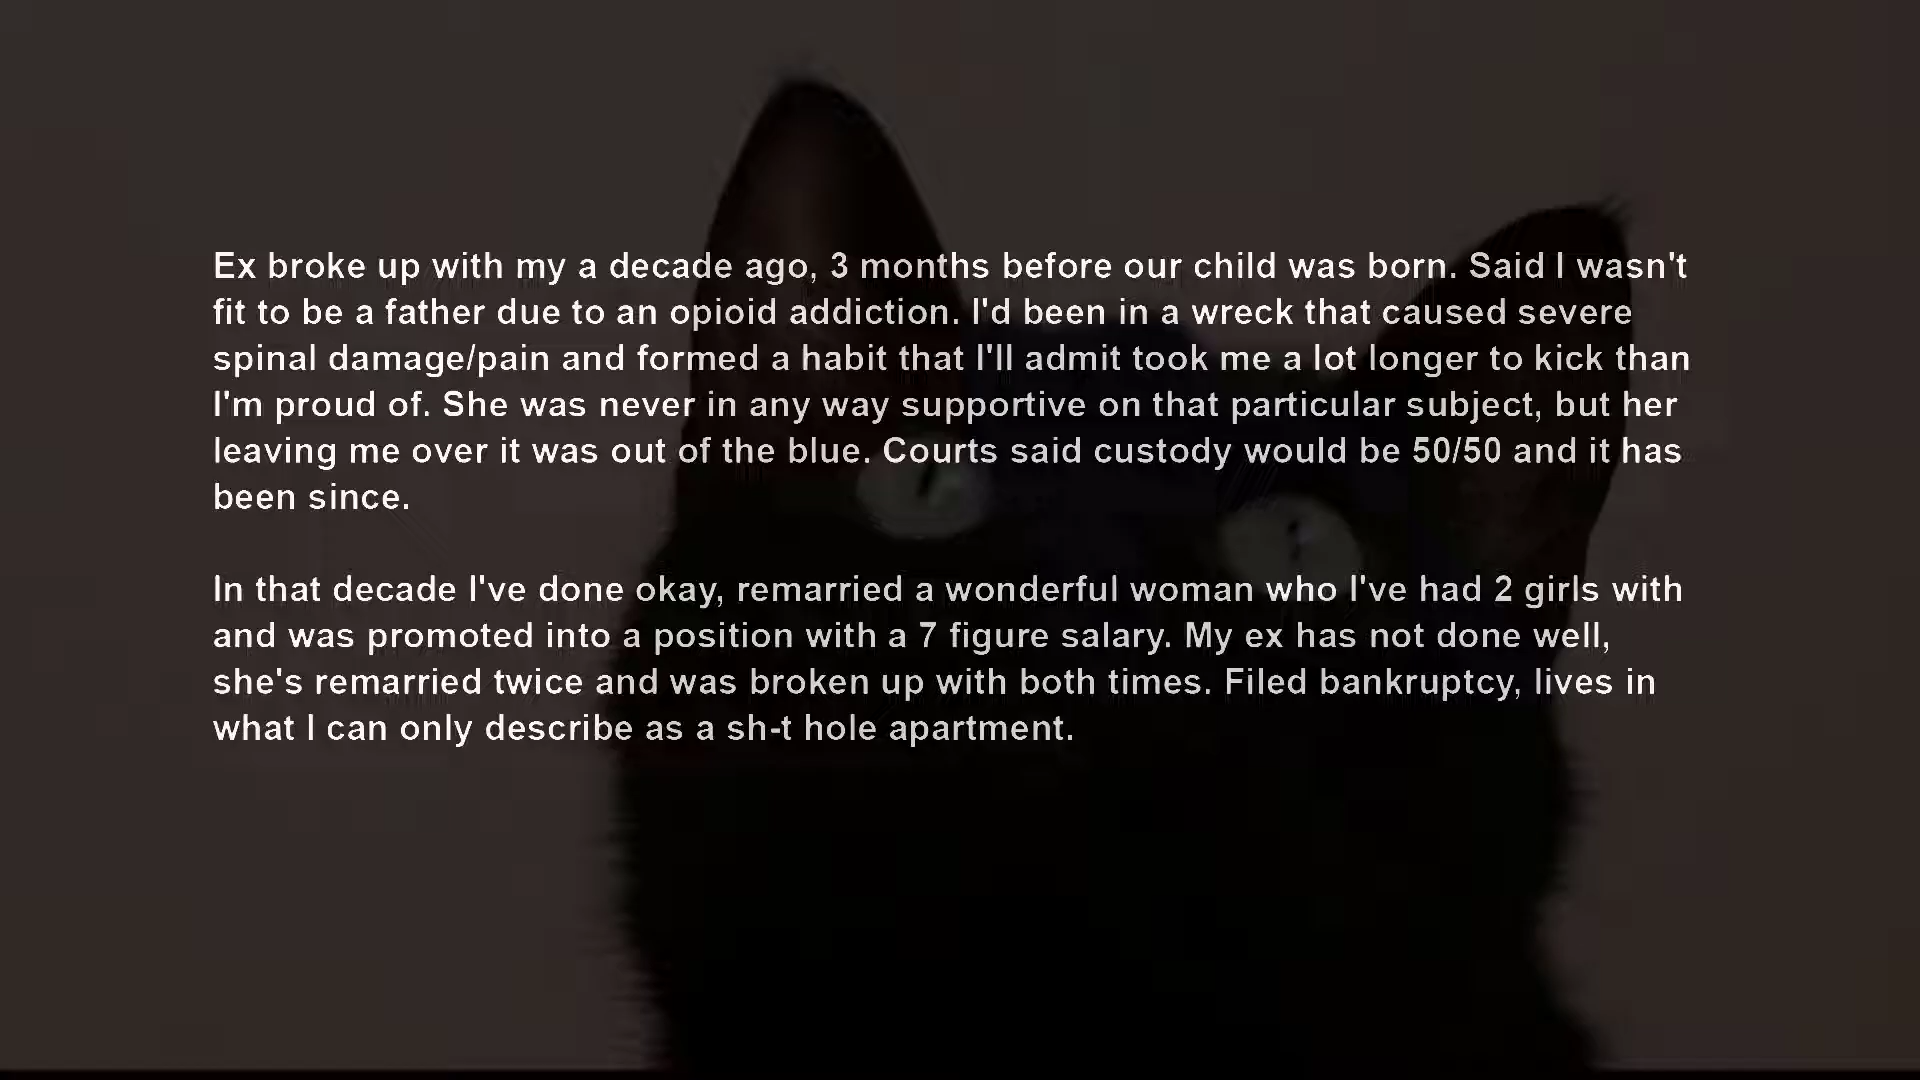 Ex broke up with my a decade ago, 3 months before our child was born. Said I wasn't
fit to be a father due to an opioid addiction. I'd been in a wreck that caused severe
spinal damage/pain and formed a habit that I'll admit took me a lot longer to kick than
I'm proud of. She was never in any way supportive on that particular subject, but her
leaving me over it was out of the blue. Courts said custody would be 50/50 and it has
been since.
In that decade I've done okay, remarried a wonderful woman who I've had 2 girls with
and was promoted into a position with a 7 figure salary. My ex has not done well,
she's remarried twice and was broken up with both times. Filed bankruptcy, lives in
what I can only describe as a sh-t hole apartment.